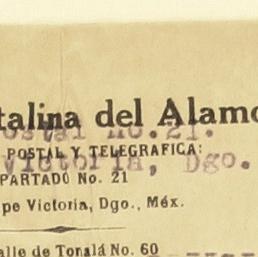 talina del Alamo
ostal No. 21.
POSTAL Y TELEGRAFICA:
Victoria, Dgo.
PARTADO No. 21
pe Victoria, Dgo., Méx.
alle de Tonalá No. 60